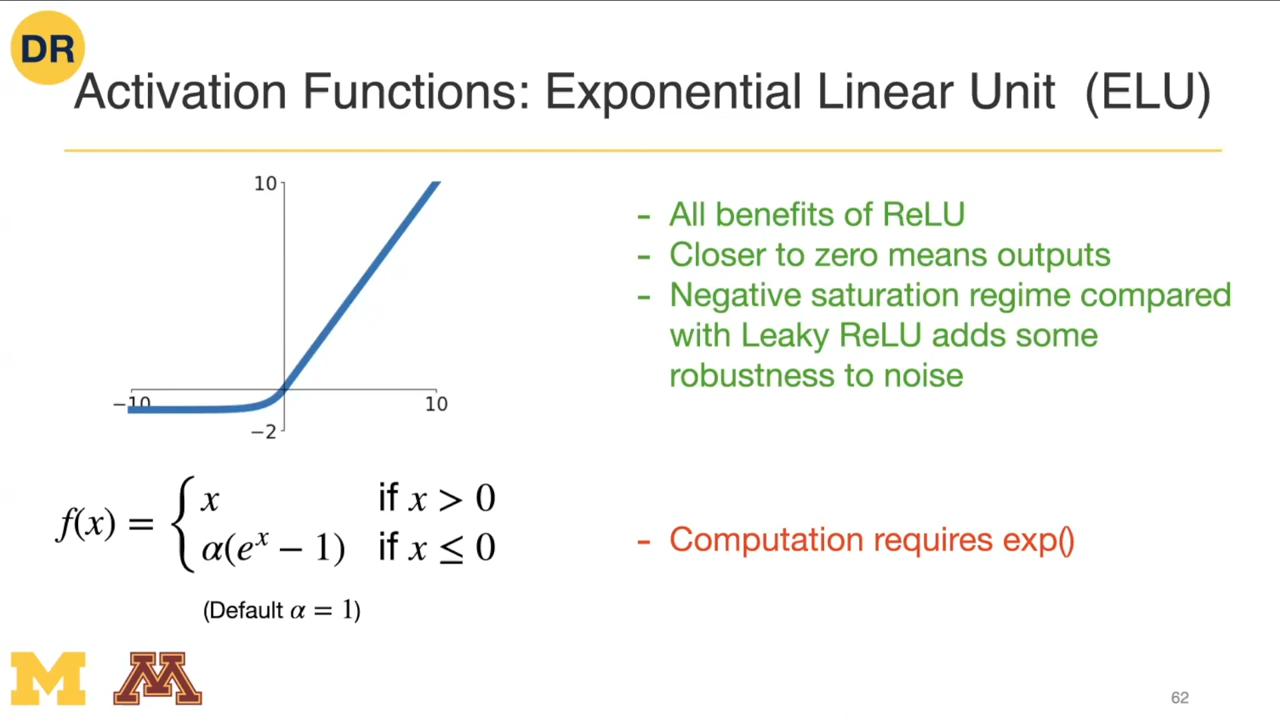 DR
Activation Functions: Exponential Linear Unit (ELU)
10
−10
10
−2
- All benefits of ReLU
- Closer to zero means outputs
- Negative saturation regime compared
with Leaky ReLU adds some
robustness to noise
f(x) = { x if x > 0
α(eˣ − 1) if x ≤ 0
(Default α = 1)
- Computation requires exp()
M M
62